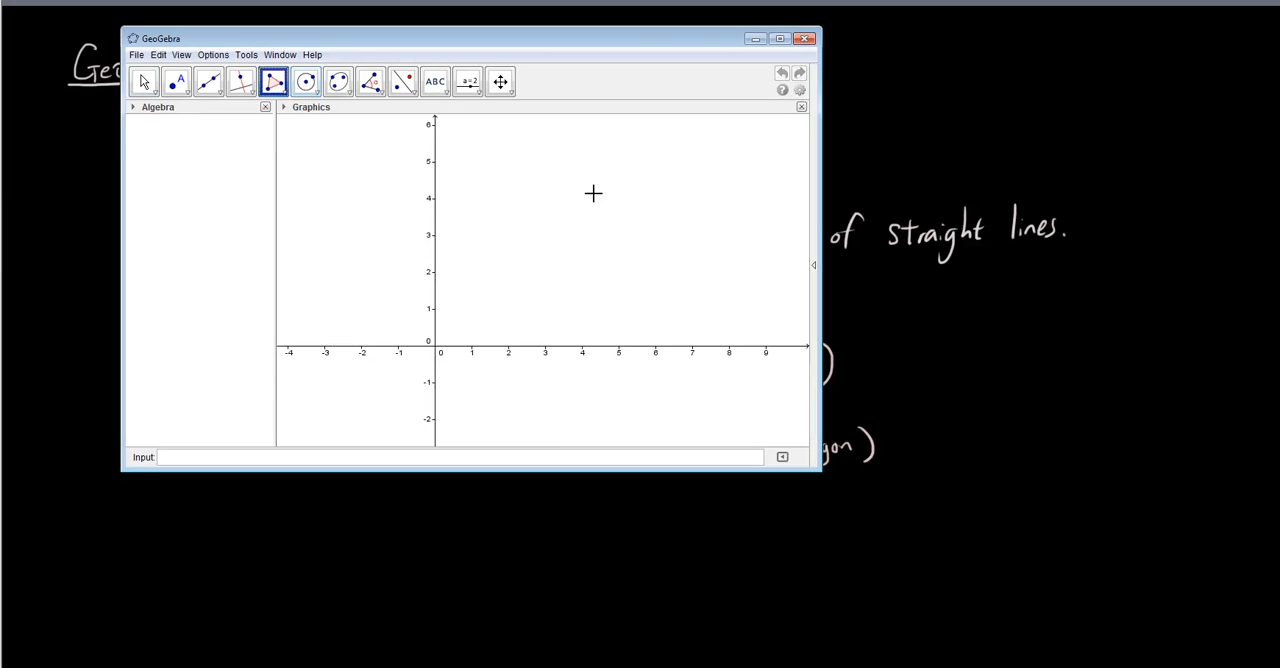 GeoGebra
File Edit View Options Tools Window Help
A
ABC
a=2
Algebra
Graphics
6
5
4
3
2
1
0
-4 -3 -2 -1 0 1 2 3 4 5 6 7 8 9
-1
-2
Input:
of straight lines.
)
gon)